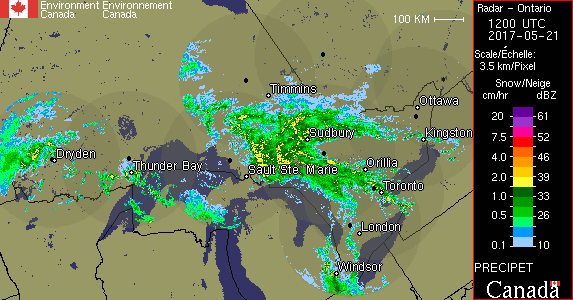 Environment Environnement
Canada Canada
100 KM
Timmins
Ottawa
Sudbury
Kingston
Dryden
Thunder Bay
Sault Ste. Marie
Orillia
Toronto
London
Windsor
Radar - Ontario
1200 UTC
2017-05-21
Scale/Échelle:
3.5 km/Pixel
Snow/Neige
cm/hr dBZ
20 61
7.5 52
4.0 46
2.0 39
1.0 33
0.5 26
0.1 10
PRECIPET
Canada